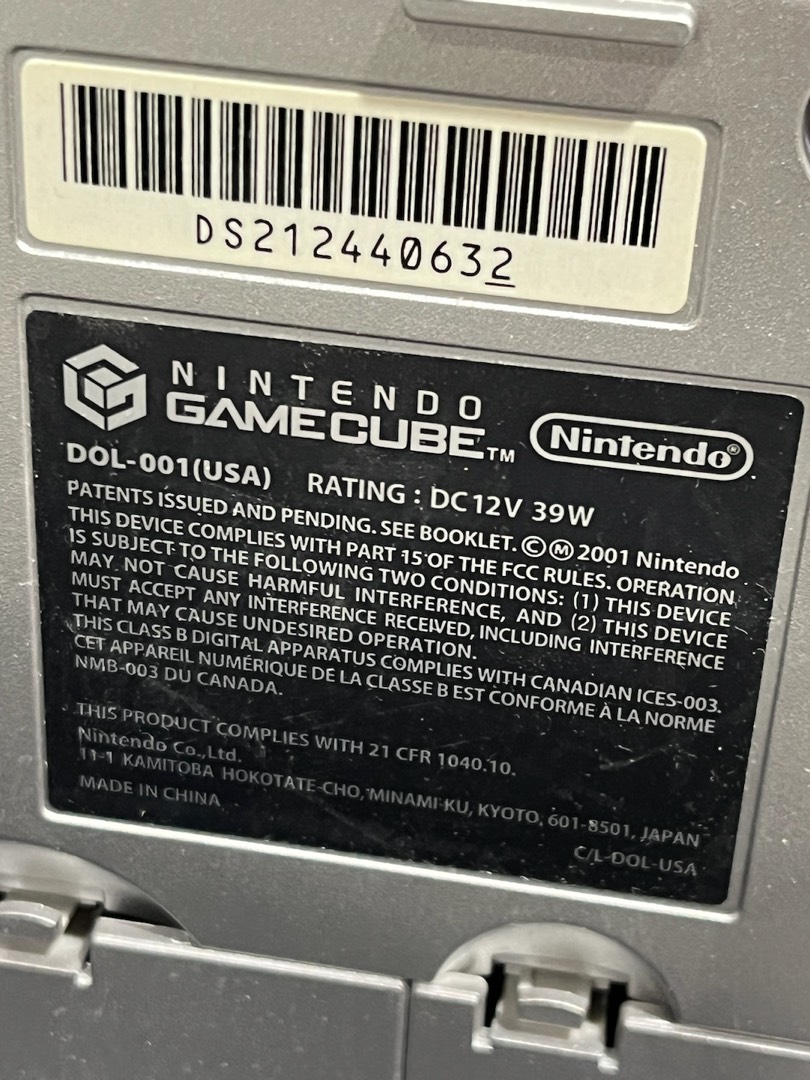 DS212440632
NINTENDO
GAMECUBE™
Nintendo®
DOL-001(USA) RATING : DC 12V 39W
PATENTS ISSUED AND PENDING. SEE BOOKLET. ©Ⓜ 2001 Nintendo
THIS DEVICE COMPLIES WITH PART 15 OF THE FCC RULES. OPERATION
IS SUBJECT TO THE FOLLOWING TWO CONDITIONS: (1) THIS DEVICE
MAY NOT CAUSE HARMFUL INTERFERENCE, AND (2) THIS DEVICE
MUST ACCEPT ANY INTERFERENCE RECEIVED, INCLUDING INTERFERENCE
THAT MAY CAUSE UNDESIRED OPERATION.
THIS CLASS B DIGITAL APPARATUS COMPLIES WITH CANADIAN ICES-003.
CET APPAREIL NUMÉRIQUE DE LA CLASSE B EST CONFORME À LA NORME
NMB-003 DU CANADA.
THIS PRODUCT COMPLIES WITH 21 CFR 1040.10.
Nintendo Co.,Ltd.
11-1 KAMITOBA HOKOTATE-CHO, MINAMI-KU, KYOTO, 601-8501, JAPAN
MADE IN CHINA
C/L-DOL-USA